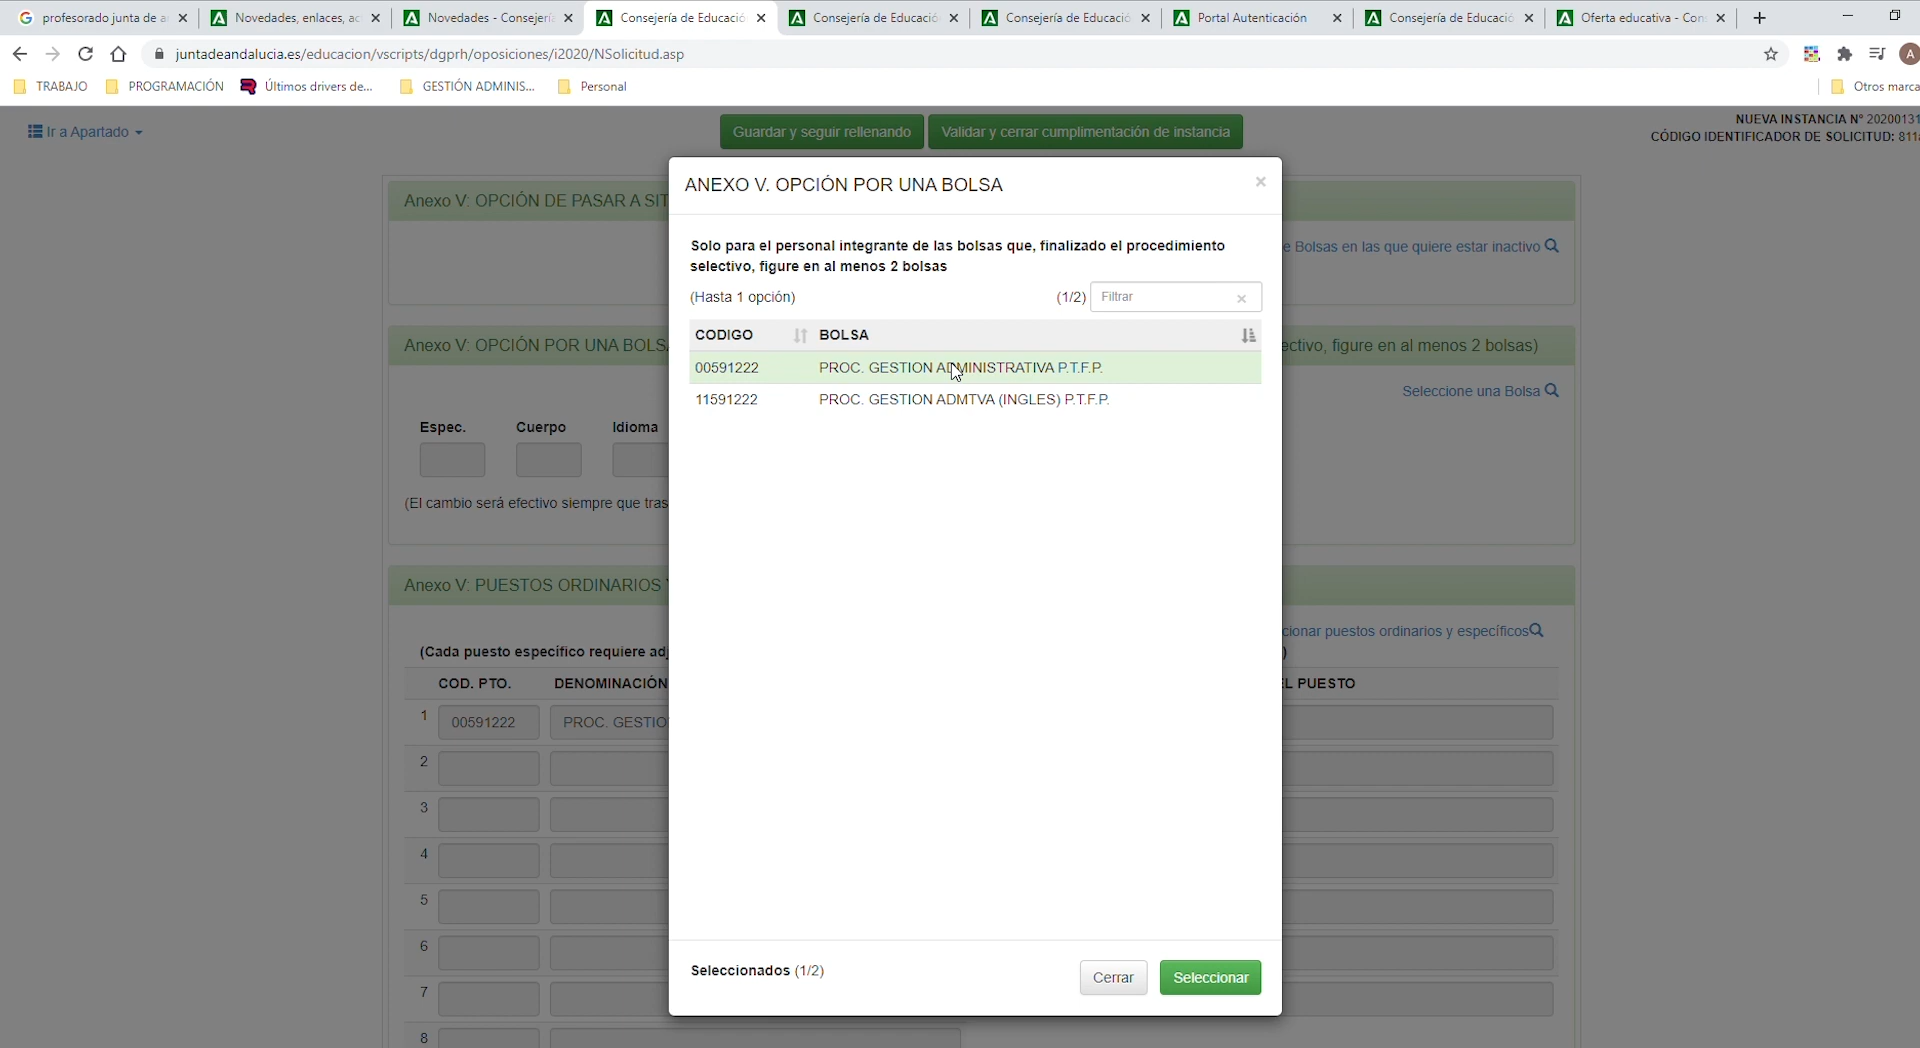 profesorado junta de a
Novedades, enlaces, ac
Novedades - Consejerí
Consejería de Educació
Consejería de Educació
Consejería de Educació
Portal Autenticación
Consejería de Educació
Oferta educativa - Con
juntadeandalucia.es/educacion/vscripts/dgprh/oposiciones/i2020/NSolicitud.asp
A
TRABAJO
PROGRAMACIÓN
Últimos drivers de...
GESTIÓN ADMINIS...
Personal
Otros marca
Ir a Apartado
Guardar y seguir rellenando
Validar y cerrar cumplimentación de instancia
NUEVA INSTANCIA Nº 20200131
CÓDIGO IDENTIFICADOR DE SOLICITUD: 811
ANEXO V. OPCIÓN POR UNA BOLSA
×
Anexo V: OPCIÓN DE PASAR A SIT
e Bolsas en las que quiere estar inactivo
Solo para el personal integrante de las bolsas que, finalizado el procedimiento
selectivo, figure en al menos 2 bolsas
(Hasta 1 opción)
(1/2)
Filtrar
×
CODIGO
BOLSA
00591222
PROC. GESTION ADMINISTRATIVA P.T.F.P.
11591222
PROC. GESTION ADMTVA (INGLES) P.T.F.P.
Anexo V: OPCIÓN POR UNA BOLSA
ectivo, figure en al menos 2 bolsas)
Seleccione una Bolsa
Espec.
Cuerpo
Idioma
(El cambio será efectivo siempre que tras
Anexo V: PUESTOS ORDINARIOS Y
cionar puestos ordinarios y específicos
(Cada puesto específico requiere adj
)
COD. PTO.
DENOMINACIÓN
EL PUESTO
1
00591222
PROC. GESTIO
2
3
4
5
6
7
8
Seleccionados (1/2)
Cerrar
Seleccionar